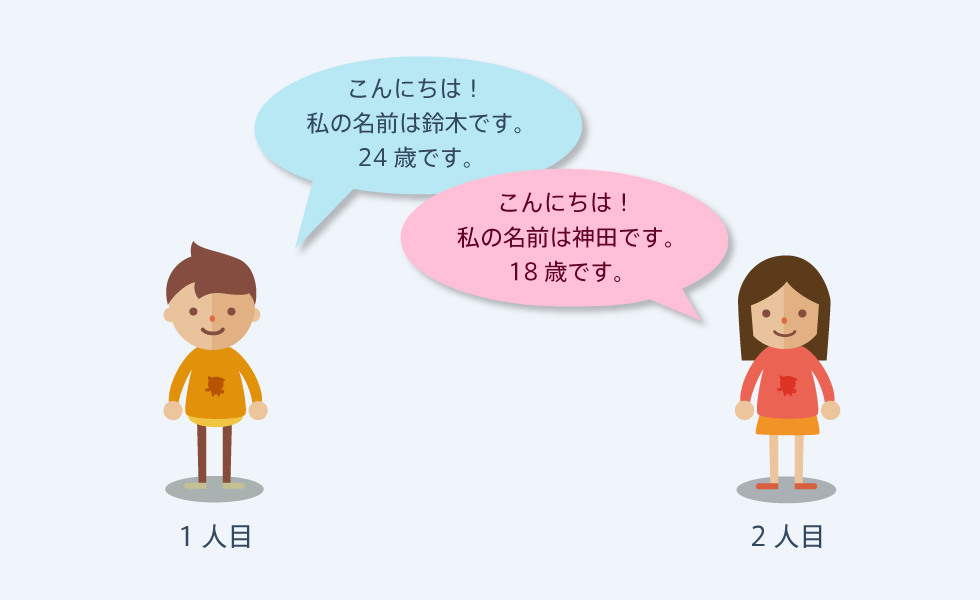 こんにちは！
私の名前は鈴木です。
24 歳です。
こんにちは！
私の名前は神田です。
18 歳です。
1 人目
2 人目